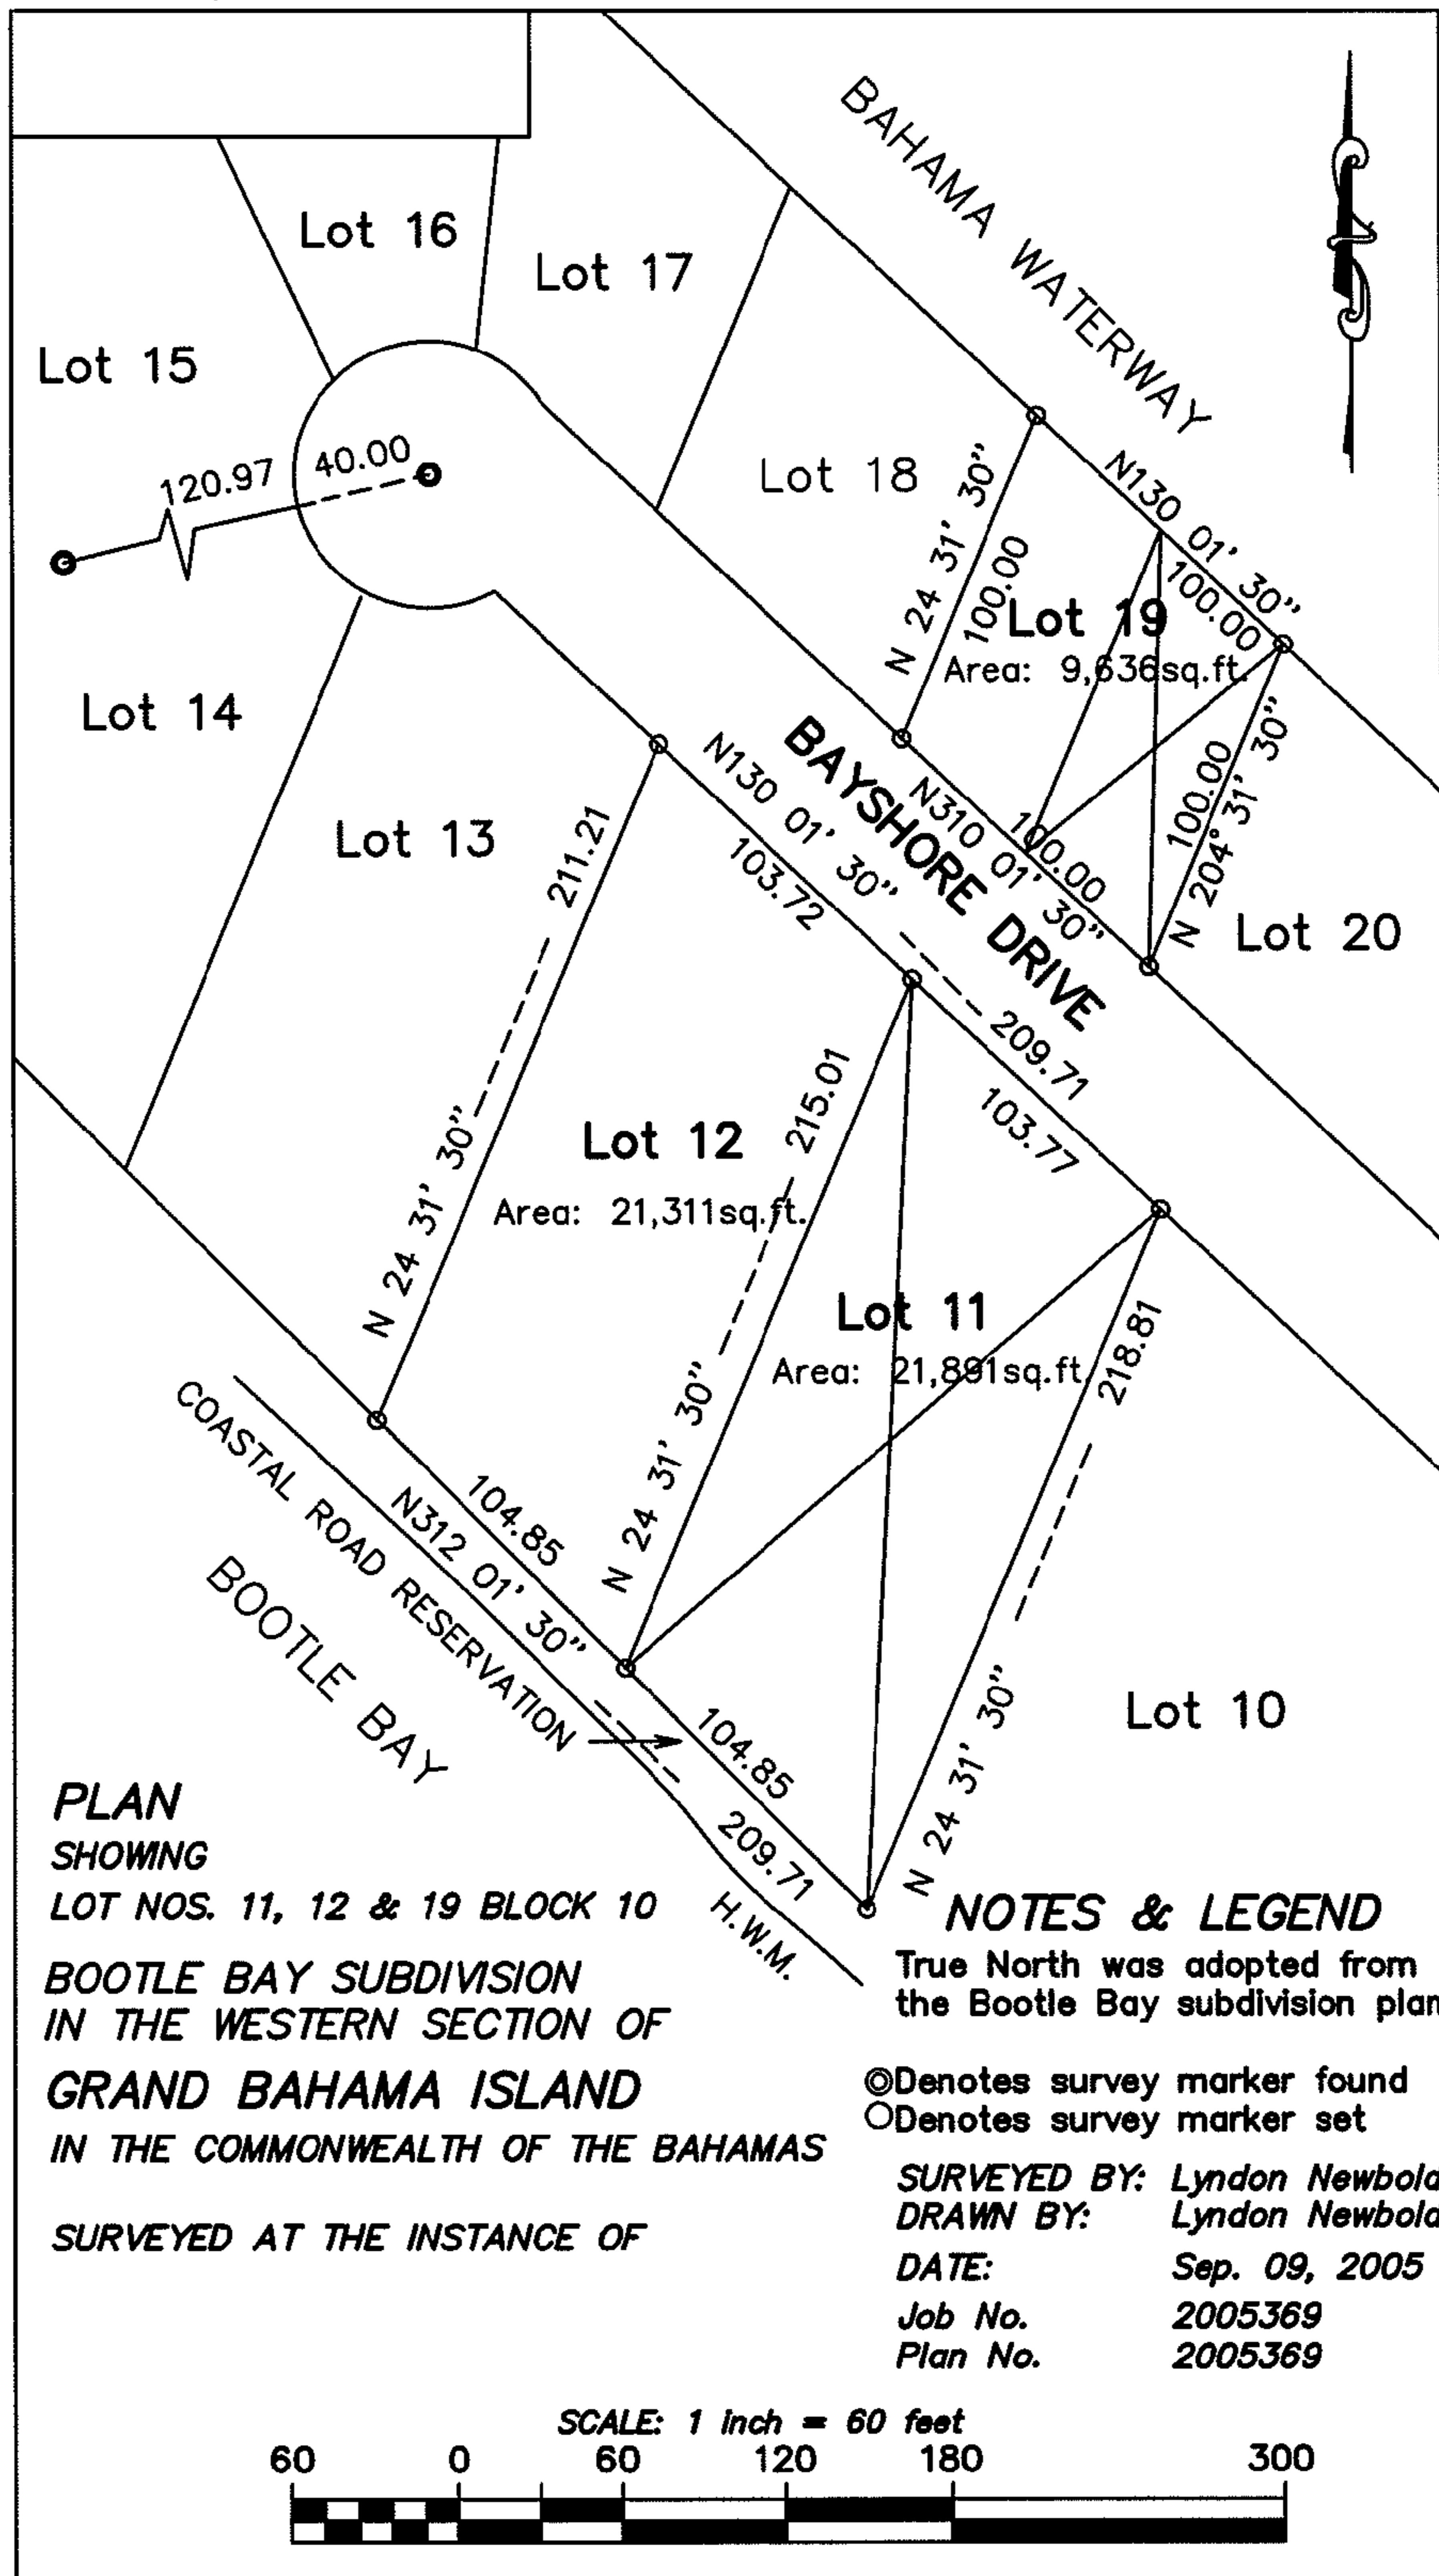 BAHAMA WATERWAY
Lot 16
Lot 17
Lot 15
120.97
40.00
Lot 18
N 24 31' 30"
100.00
N130 01' 30"
100.00
Lot 19
Area: 9,636sq.ft.
Lot 14
Lot 13
211.21
N 24 31' 30"
N130 01' 30"
103.72
BAYSHORE DRIVE
N310 01' 30"
100.00
100.00
N 204° 31' 30"
Lot 20
209.71
103.77
Lot 12
Area: 21,311sq.ft.
215.01
N 24 31' 30"
Lot 11
Area: 21,891sq.ft
218.81
N 24 31' 30"
Lot 10
COASTAL ROAD RESERVATION
N312 01' 30"
104.85
104.85
209.71
BOOTLE BAY
H.W.M.
PLAN
SHOWING
LOT NOS. 11, 12 & 19 BLOCK 10
BOOTLE BAY SUBDIVISION
IN THE WESTERN SECTION OF
GRAND BAHAMA ISLAND
IN THE COMMONWEALTH OF THE BAHAMAS
SURVEYED AT THE INSTANCE OF
NOTES & LEGEND
True North was adopted from
the Bootle Bay subdivision plan
Denotes survey marker found
Denotes survey marker set
SURVEYED BY: Lyndon Newbold
DRAWN BY: Lyndon Newbold
DATE: Sep. 09, 2005
Job No. 2005369
Plan No. 2005369
SCALE: 1 inch = 60 feet
60 0 60 120 180 300